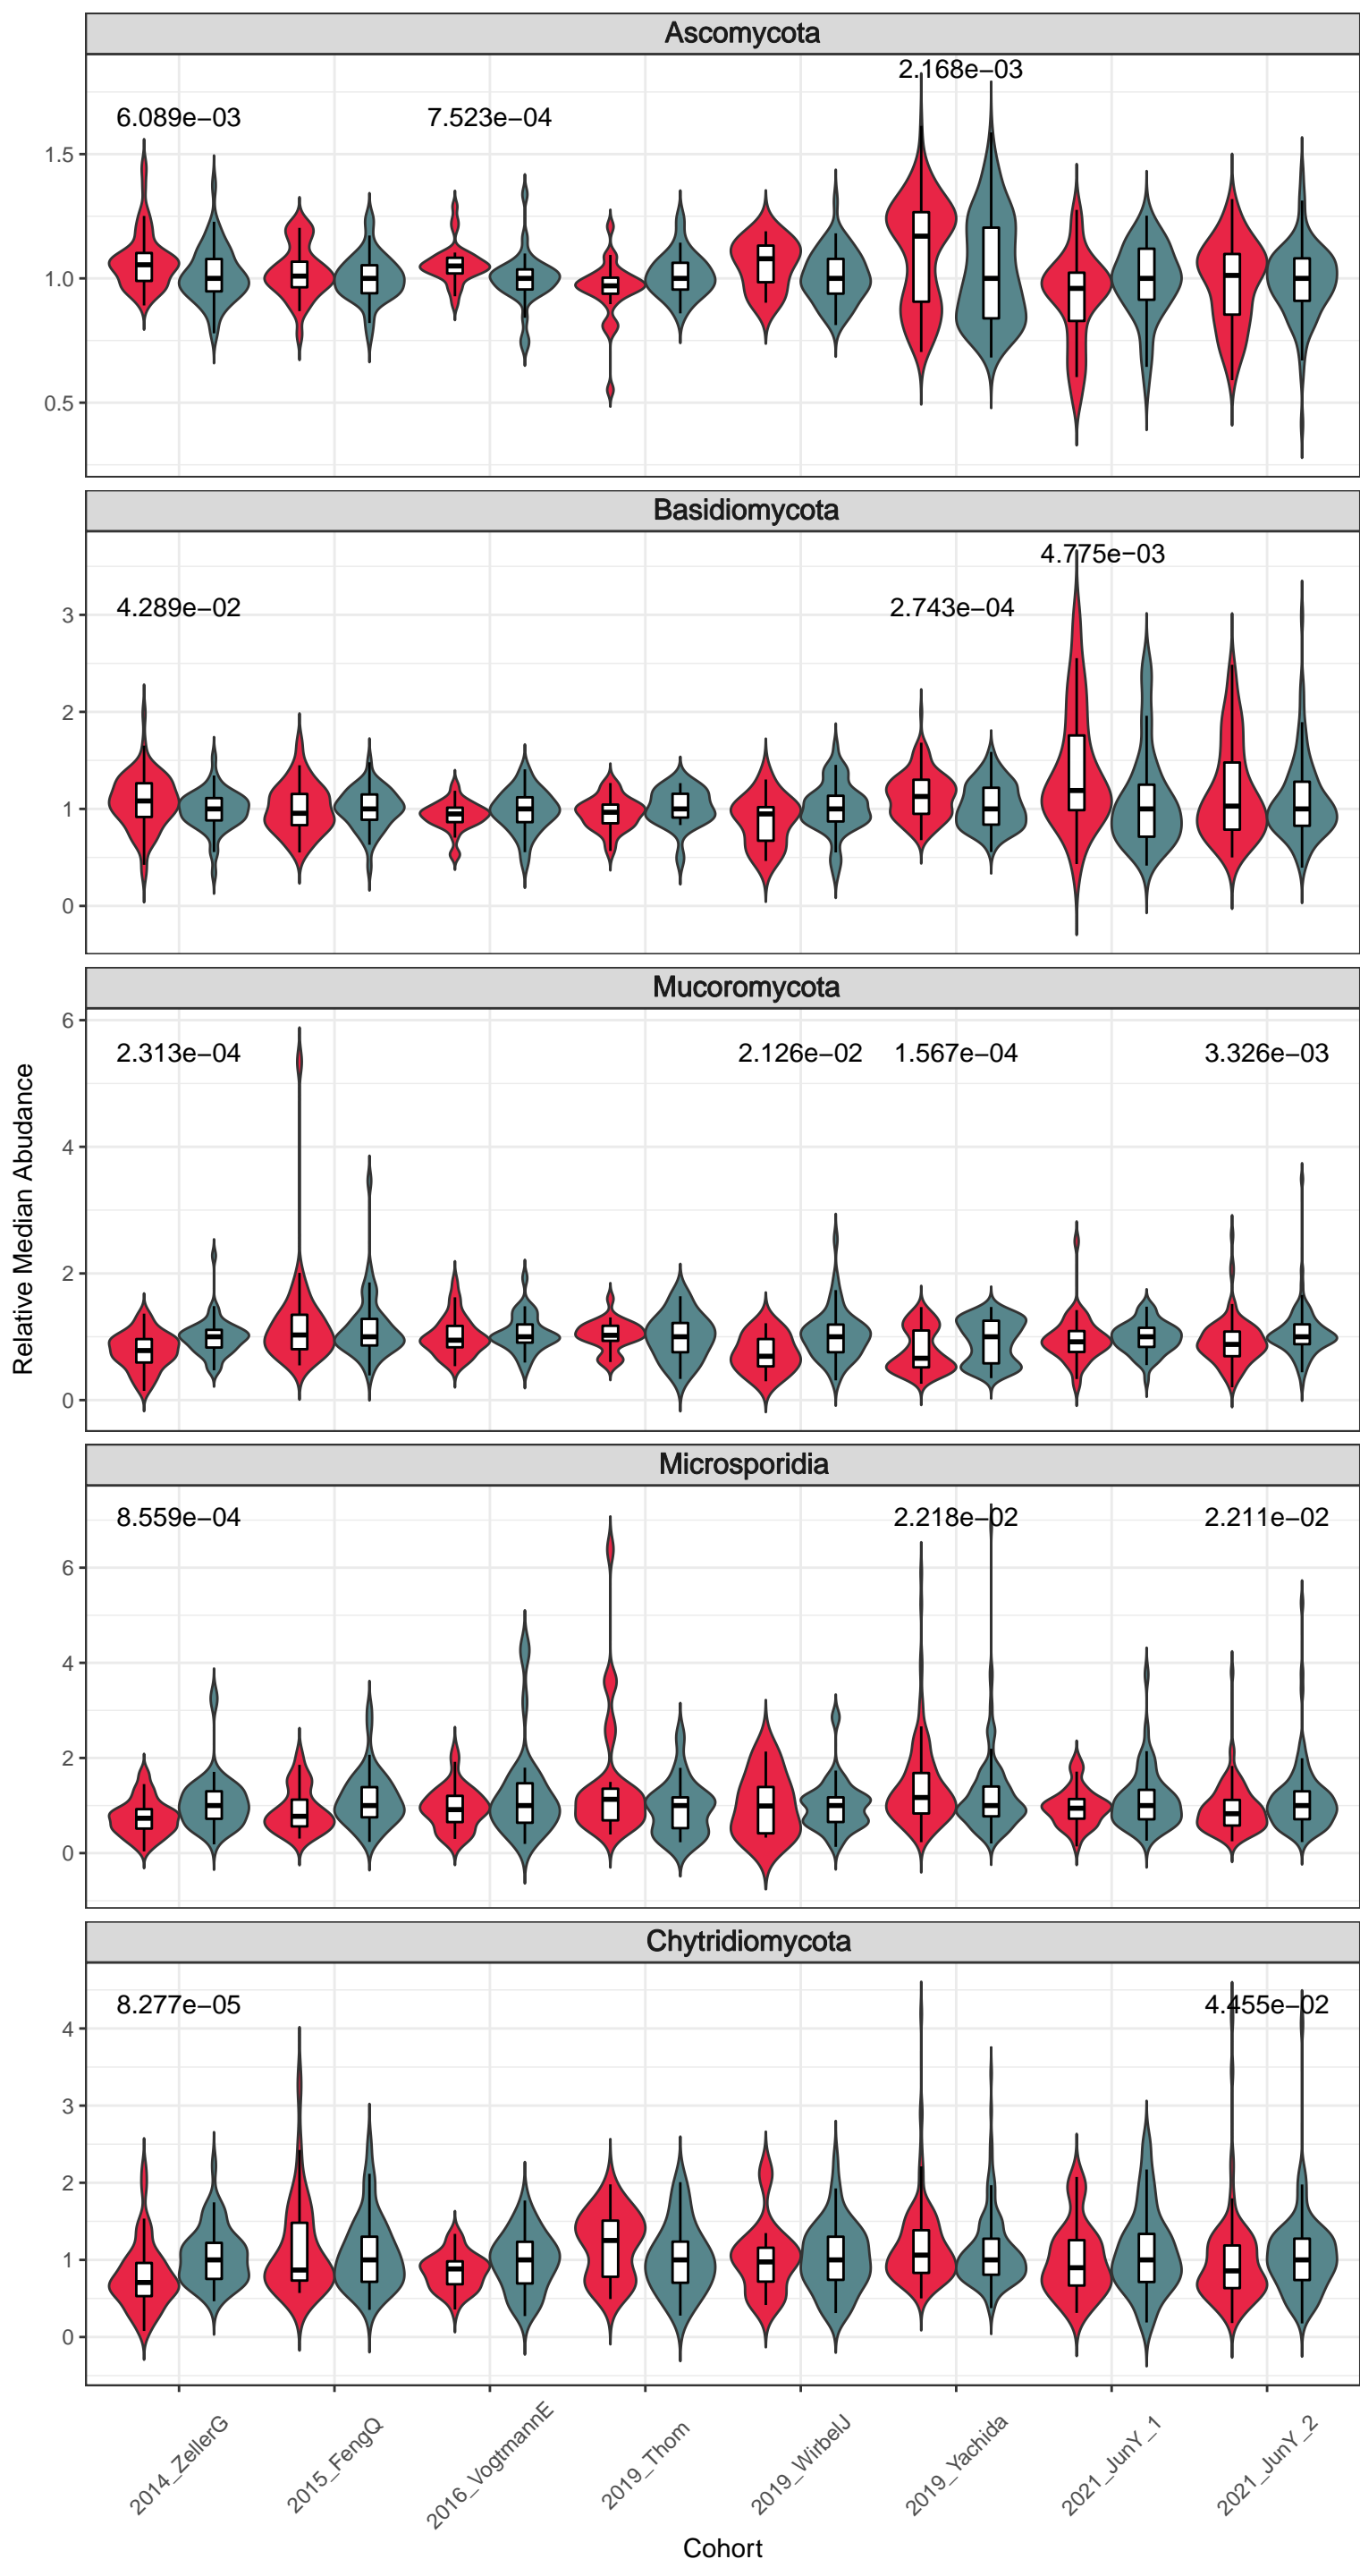 Ascomycota
2.168e−03
6.089e−03 7.523e−04
1.5
1.0
0.5
Basidiomycota
4.775e−03
4.289e−02 2.743e−04
3
2
1
0
Mucoromycota
6
2.313e−04 2.126e−02 1.567e−04 3.326e−03
4
2
0
Relative Median Abudance
Microsporidia
8.559e−04 2.218e−02 2.211e−02
6
4
2
0
Chytridiomycota
8.277e−05 4.455e−02
4
3
2
1
0
2014_ZellerG
2015_FengQ
2016_VogtmannE
2019_Thom
2019_WirbelJ
2019_Yachida
2021_JunY_1
2021_JunY_2
Cohort